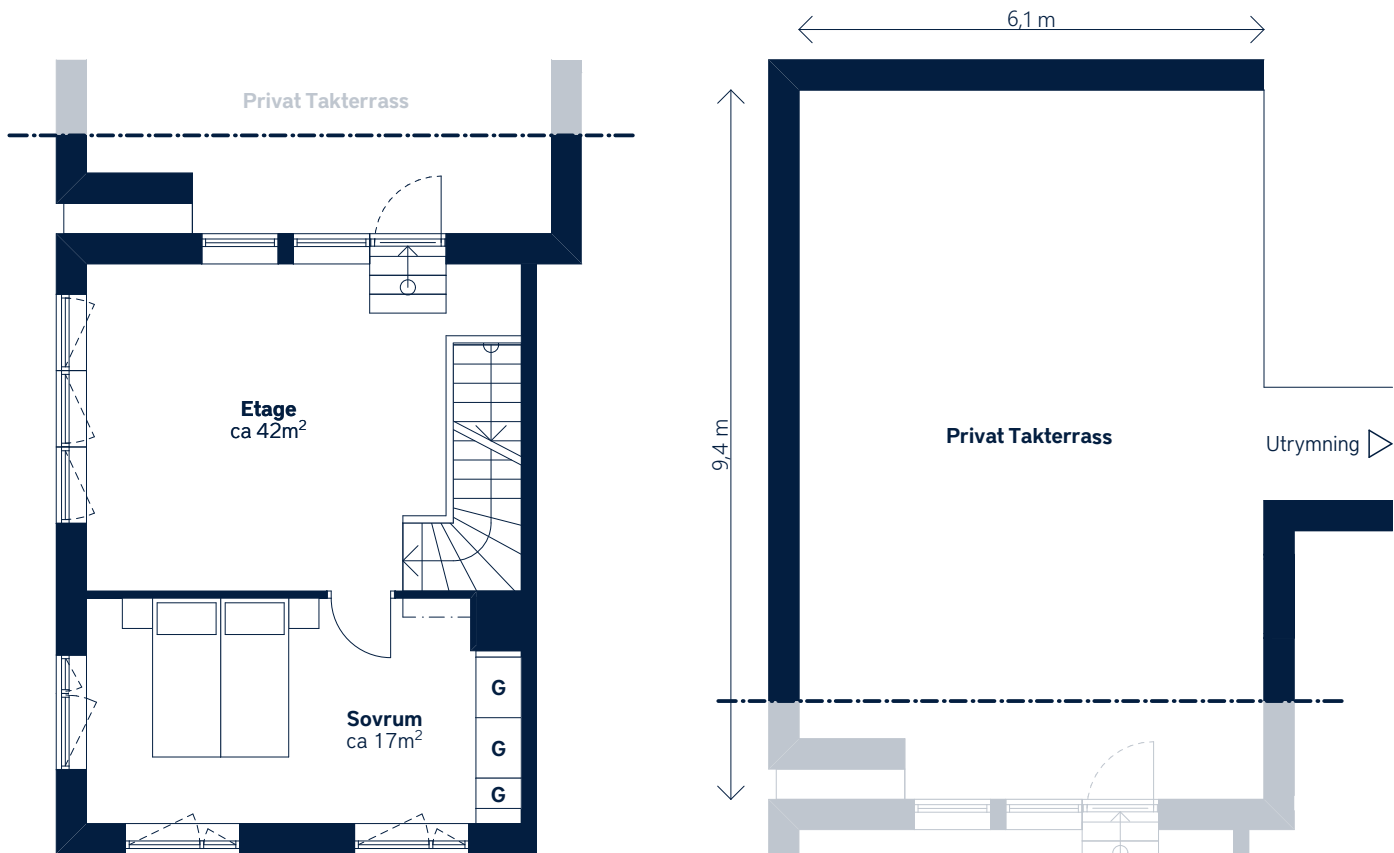 Privat Takterrass
Etage
ca 42m²
Sovrum
ca 17m²
G
G
G
6,1 m
9,4 m
Privat Takterrass
Utrymning